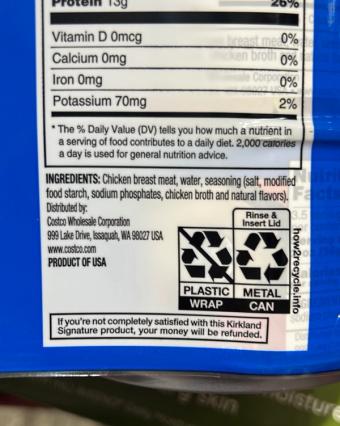 Protein 13g 26%
Vitamin D 0mcg 0%
Calcium 0mg 0%
Iron 0mg 0%
Potassium 70mg 2%
* The % Daily Value (DV) tells you how much a nutrient in
a serving of food contributes to a daily diet. 2,000 calories
a day is used for general nutrition advice.
INGREDIENTS: Chicken breast meat, water, seasoning (salt, modified
food starch, sodium phosphates, chicken broth and natural flavors).
Distributed by:
Costco Wholesale Corporation
999 Lake Drive, Issaquah, WA 98027 USA
www.costco.com
PRODUCT OF USA
Rinse &
Insert Lid
PLASTIC
WRAP
METAL
CAN
how2recycle.info
If you're not completely satisfied with this Kirkland
Signature product, your money will be refunded.
skin